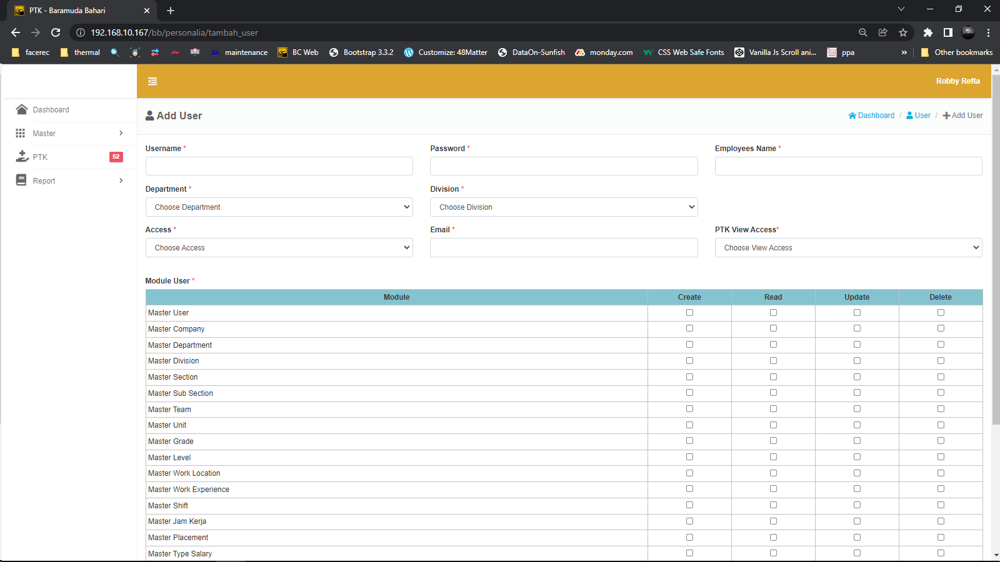 PTK - Baramuda Bahari
192.168.10.167/bb/personalia/tambah_user
facerec thermal maintenance BC Web Bootstrap 3.3.2 Customize: 48Matter DataOn-Sunfish monday.com CSS Web Safe Fonts Vanilla Js Scroll ani... ppa » Other bookmarks
Robby Refta
Dashboard
Master
PTK 52
Report
Add User
Dashboard / User / Add User
Username * Password * Employees Name *
Department * Division *
Choose Department Choose Division
Access * Email * PTK View Access*
Choose Access Choose View Access
Module User *
Module Create Read Update Delete
Master User
Master Company
Master Department
Master Division
Master Section
Master Sub Section
Master Team
Master Unit
Master Grade
Master Level
Master Work Location
Master Work Experience
Master Shift
Master Jam Kerja
Master Placement
Master Type Salary